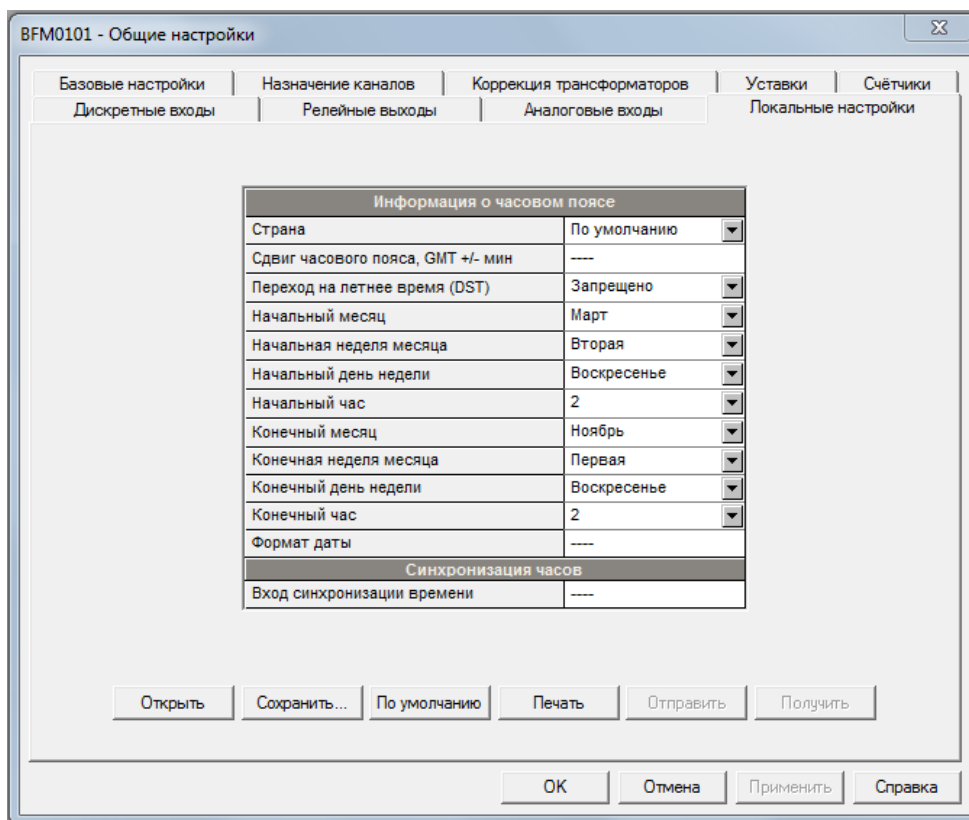 BFM0101 - Общие настройки
Базовые настройки Назначение каналов Коррекция трансформаторов Уставки Счётчики
Дискретные входы Релейные выходы Аналоговые входы Локальные настройки
Информация о часовом поясе
Страна По умолчанию
Сдвиг часового пояса, GMT +/- мин ----
Переход на летнее время (DST) Запрещено
Начальный месяц Март
Начальная неделя месяца Вторая
Начальный день недели Воскресенье
Начальный час 2
Конечный месяц Ноябрь
Конечная неделя месяца Первая
Конечный день недели Воскресенье
Конечный час 2
Формат даты ----
Синхронизация часов
Вход синхронизации времени ----
Открыть Сохранить... По умолчанию Печать Отправить Получить
OK Отмена Применить Справка